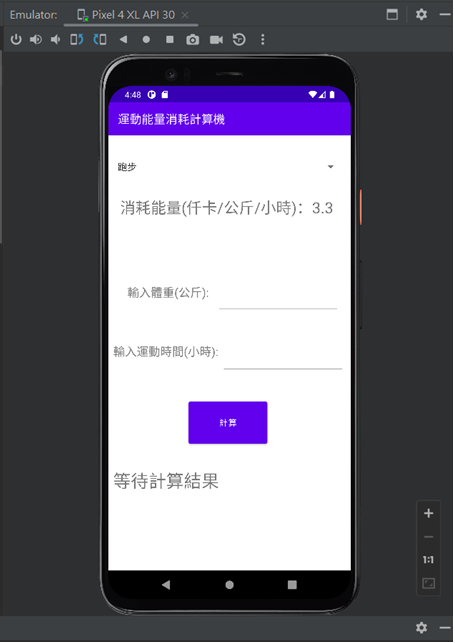 Emulator: Pixel 4 XL API 30
4:48
運動能量消耗計算機
跑步
消耗能量(仟卡/公斤/小時)：3.3
輸入體重(公斤):
輸入運動時間(小時):
計算
等待計算結果
1:1